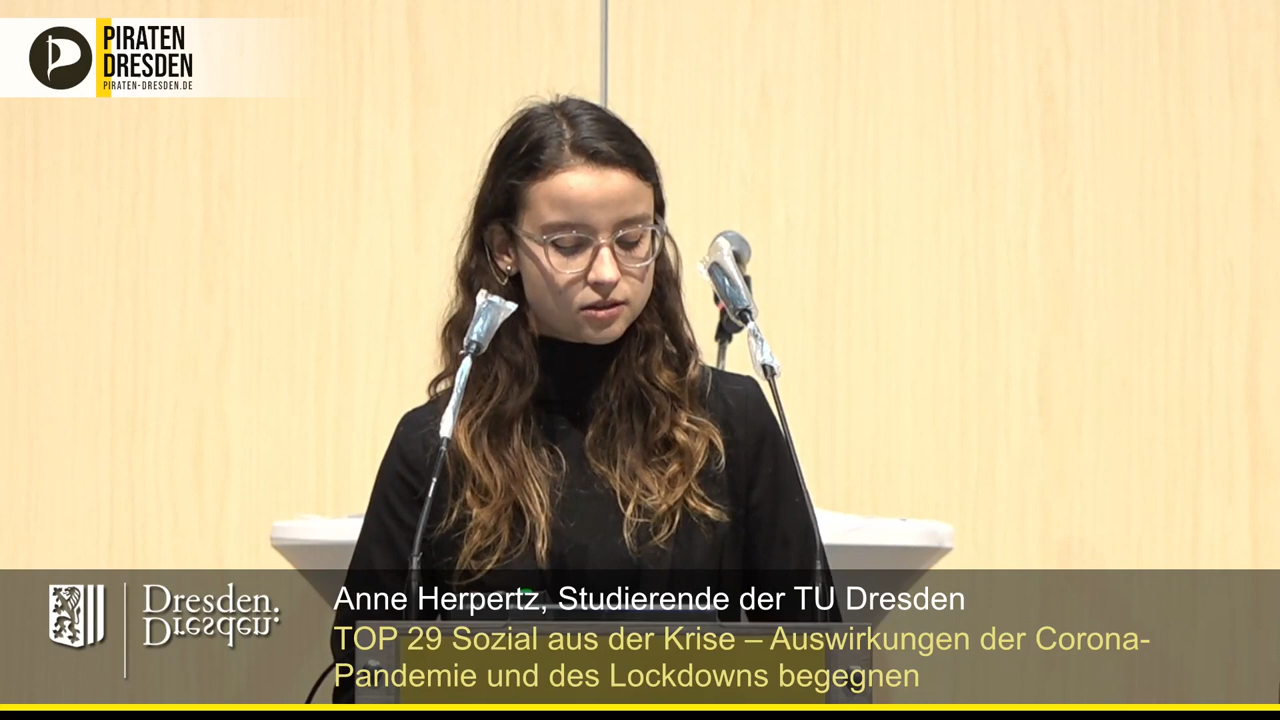 PIRATEN
DRESDEN
PIRATEN-DRESDEN.DE
Dresden.
Dresden.
Anne Herpertz, Studierende der TU Dresden
TOP 29 Sozial aus der Krise – Auswirkungen der Corona-
Pandemie und des Lockdowns begegnen